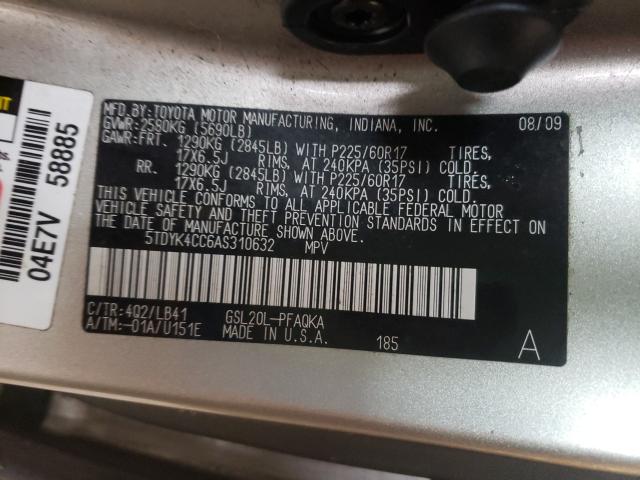 MFD.BY:TOYOTA MOTOR MANUFACTURING, INDIANA, INC. 08/09
GVWR:2580KG (5690LB)
GAWR:FRT. 1290KG (2845LB) WITH P225/60R17 TIRES,
17X6.5J RIMS, AT 240KPA (35PSI) COLD.
RR. 1290KG (2845LB) WITH P225/60R17 TIRES,
17X6.5J RIMS, AT 240KPA (35PSI) COLD.
THIS VEHICLE CONFORMS TO ALL APPLICABLE FEDERAL MOTOR
VEHICLE SAFETY AND THEFT PREVENTION STANDARDS IN EFFECT ON
THE DATE OF MANUFACTURE SHOWN ABOVE.
5TDYK4CC6AS310632 MPV
C/TR:4Q2/LB41 GSL20L-PFAQKA
A/TM:-01A/U151E MADE IN U.S.A. 185 A
04E7V 58885